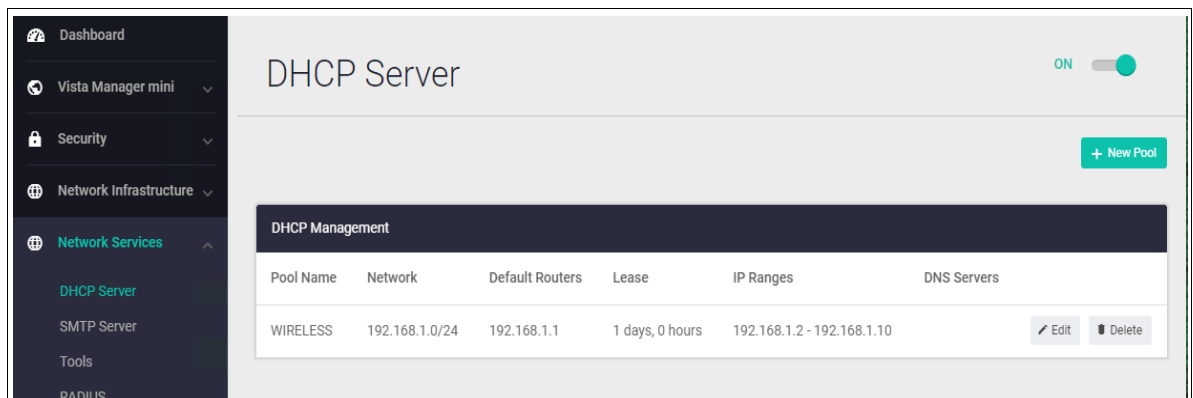 Dashboard
Vista Manager mini
Security
Network Infrastructure
Network Services
DHCP Server
SMTP Server
Tools
RADIUS
DHCP Server
ON
+ New Pool
DHCP Management
Pool Name Network Default Routers Lease IP Ranges DNS Servers
WIRELESS 192.168.1.0/24 192.168.1.1 1 days, 0 hours 192.168.1.2 - 192.168.1.10 Edit Delete